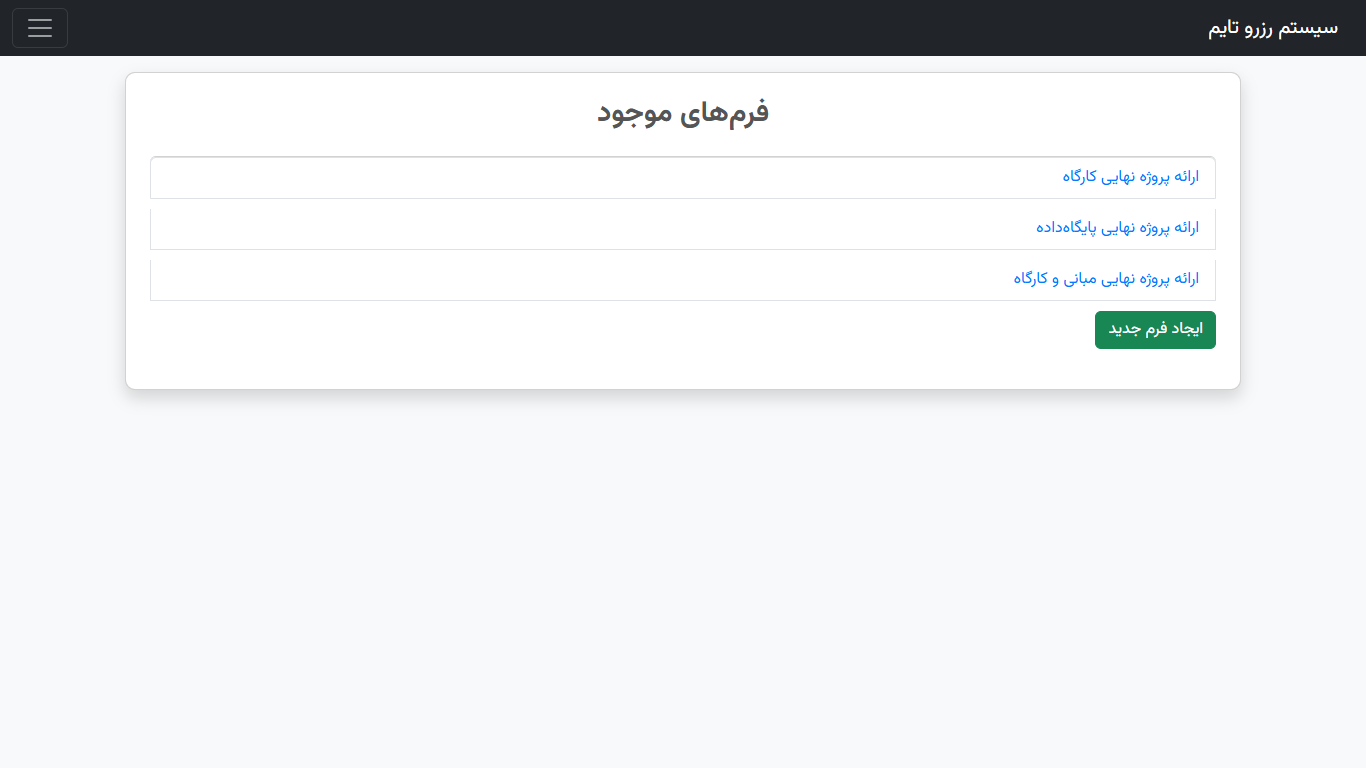 سیستم رزرو تایم
فرم‌های موجود
ارائه پروژه نهایی کارگاه
ارائه پروژه نهایی پایگاه‌داده
ارائه پروژه نهایی مبانی و کارگاه
ایجاد فرم جدید